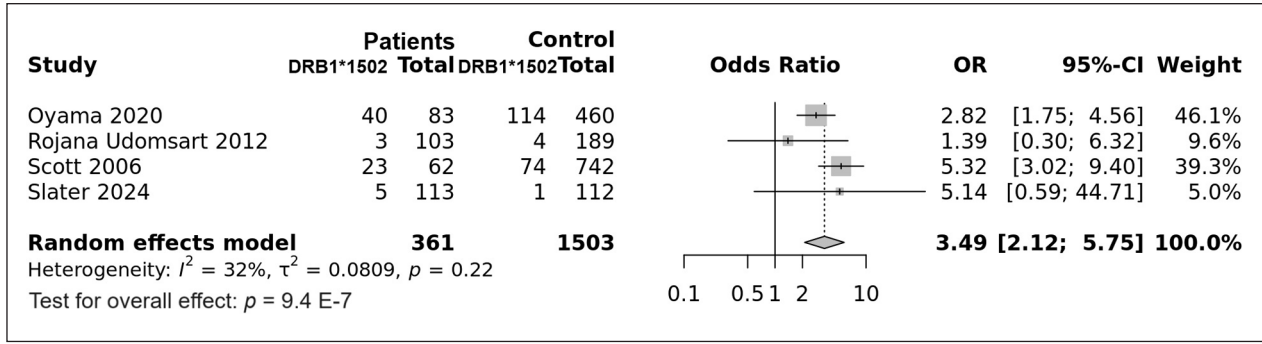 Patients Control
Study DRB1*1502 Total DRB1*1502 Total Odds Ratio OR 95%-CI Weight
Oyama 2020 40 83 114 460 2.82 [1.75; 4.56] 46.1%
Rojana Udomsart 2012 3 103 4 189 1.39 [0.30; 6.32] 9.6%
Scott 2006 23 62 74 742 5.32 [3.02; 9.40] 39.3%
Slater 2024 5 113 1 112 5.14 [0.59; 44.71] 5.0%
Random effects model 361 1503 3.49 [2.12; 5.75] 100.0%
Heterogeneity: I² = 32%, τ² = 0.0809, p = 0.22
Test for overall effect: p = 9.4 E-7
0.1 0.5 1 2 10